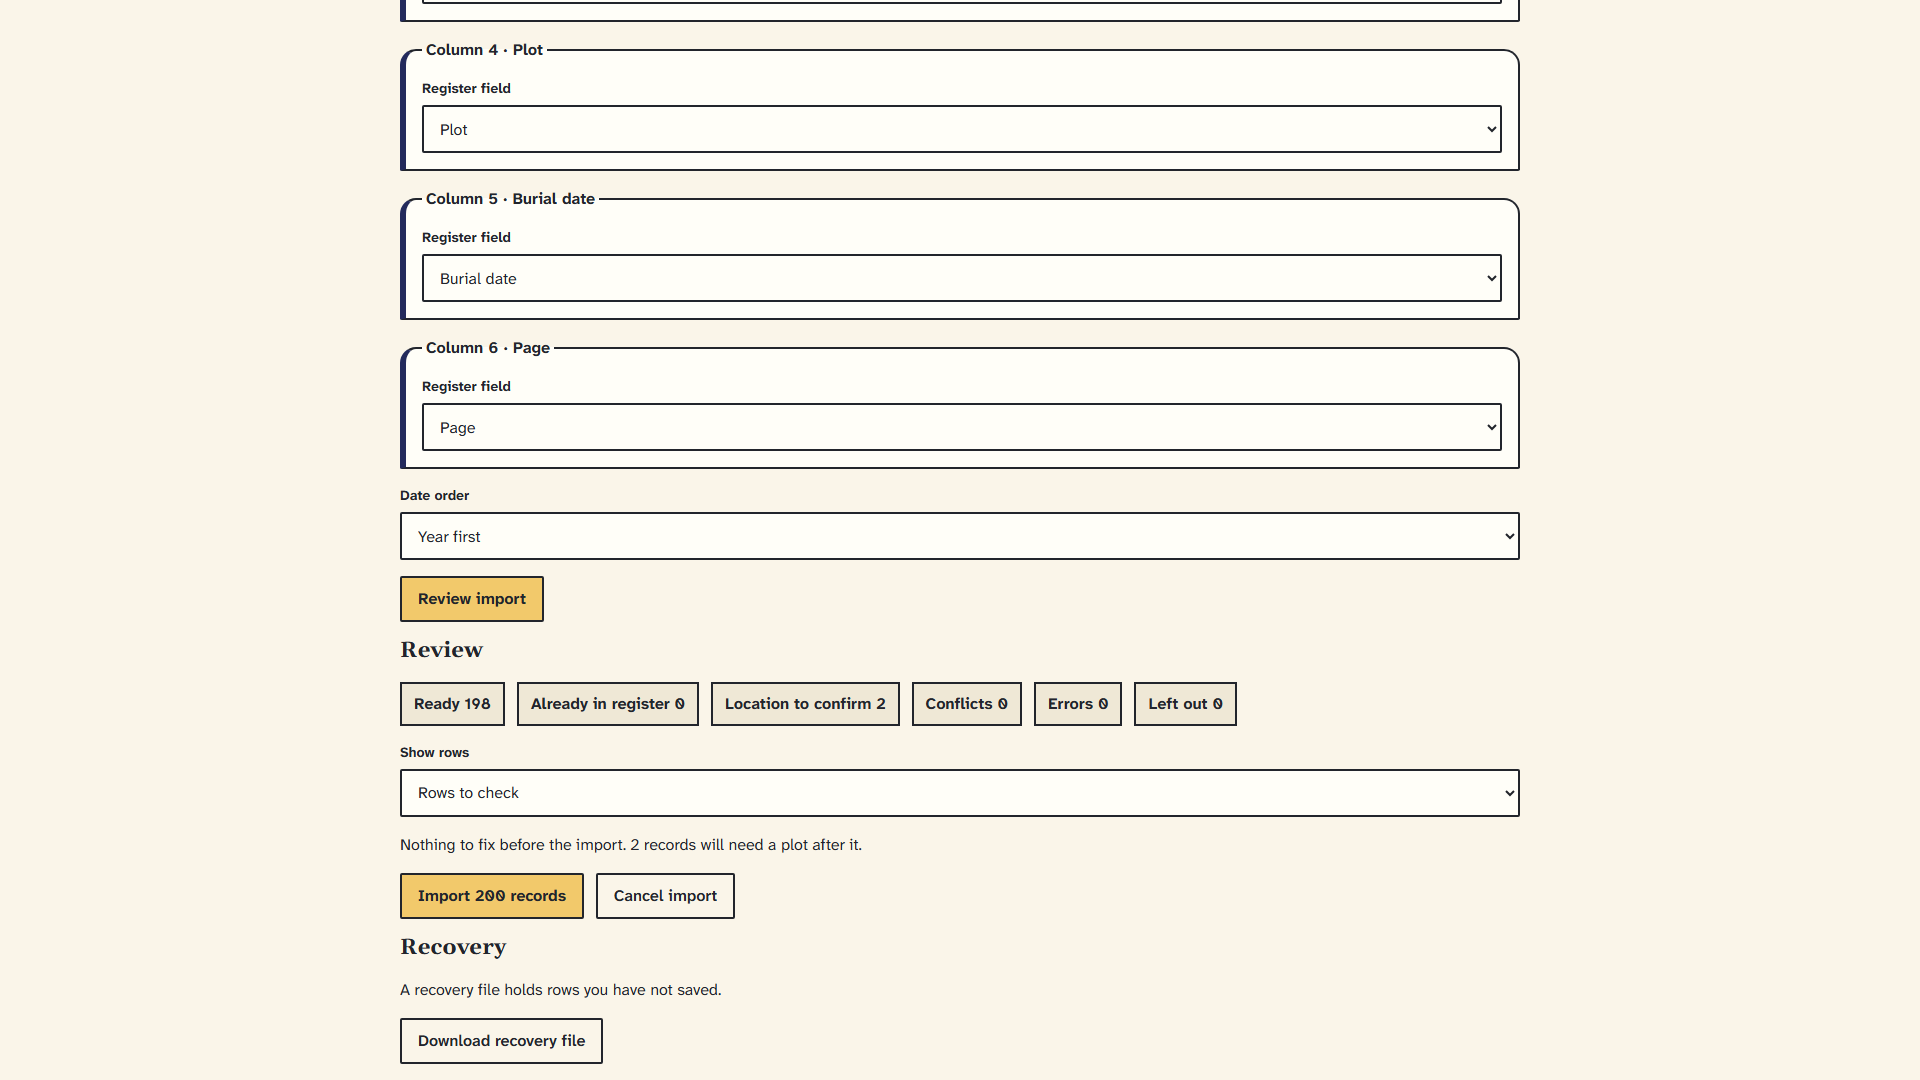 Column 4 · Plot
Register field
Plot
Column 5 · Burial date
Register field
Burial date
Column 6 · Page
Register field
Page
Date order
Year first
Review import
Review
Ready 198
Already in register 0
Location to confirm 2
Conflicts 0
Errors 0
Left out 0
Show rows
Rows to check
Nothing to fix before the import. 2 records will need a plot after it.
Import 200 records
Cancel import
Recovery
A recovery file holds rows you have not saved.
Download recovery file